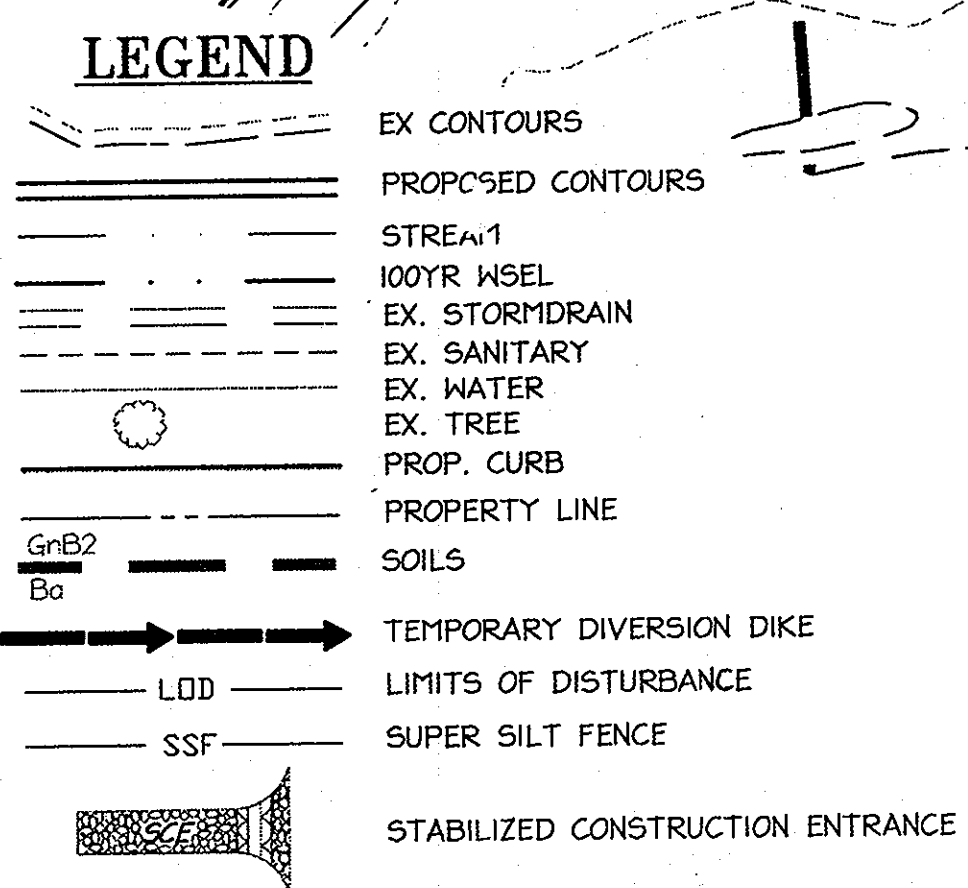 LEGEND
EX CONTOURS
PROPOSED CONTOURS
STREAM
100YR WSEL
EX. STORMDRAIN
EX. SANITARY
EX. WATER
EX. TREE
PROP. CURB
PROPERTY LINE
GnB2
SOILS
Ba
TEMPORARY DIVERSION DIKE
LOD LIMITS OF DISTURBANCE
SSF SUPER SILT FENCE
SCE STABILIZED CONSTRUCTION ENTRANCE